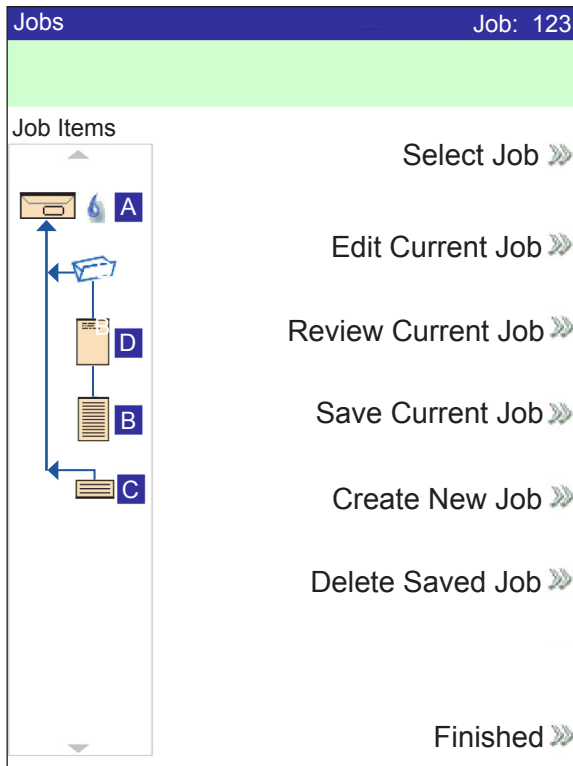 Jobs Job: 123
Job Items
Select Job
A
Edit Current Job
B
D
Review Current Job
B
Save Current Job
C
Create New Job
Delete Saved Job
Finished